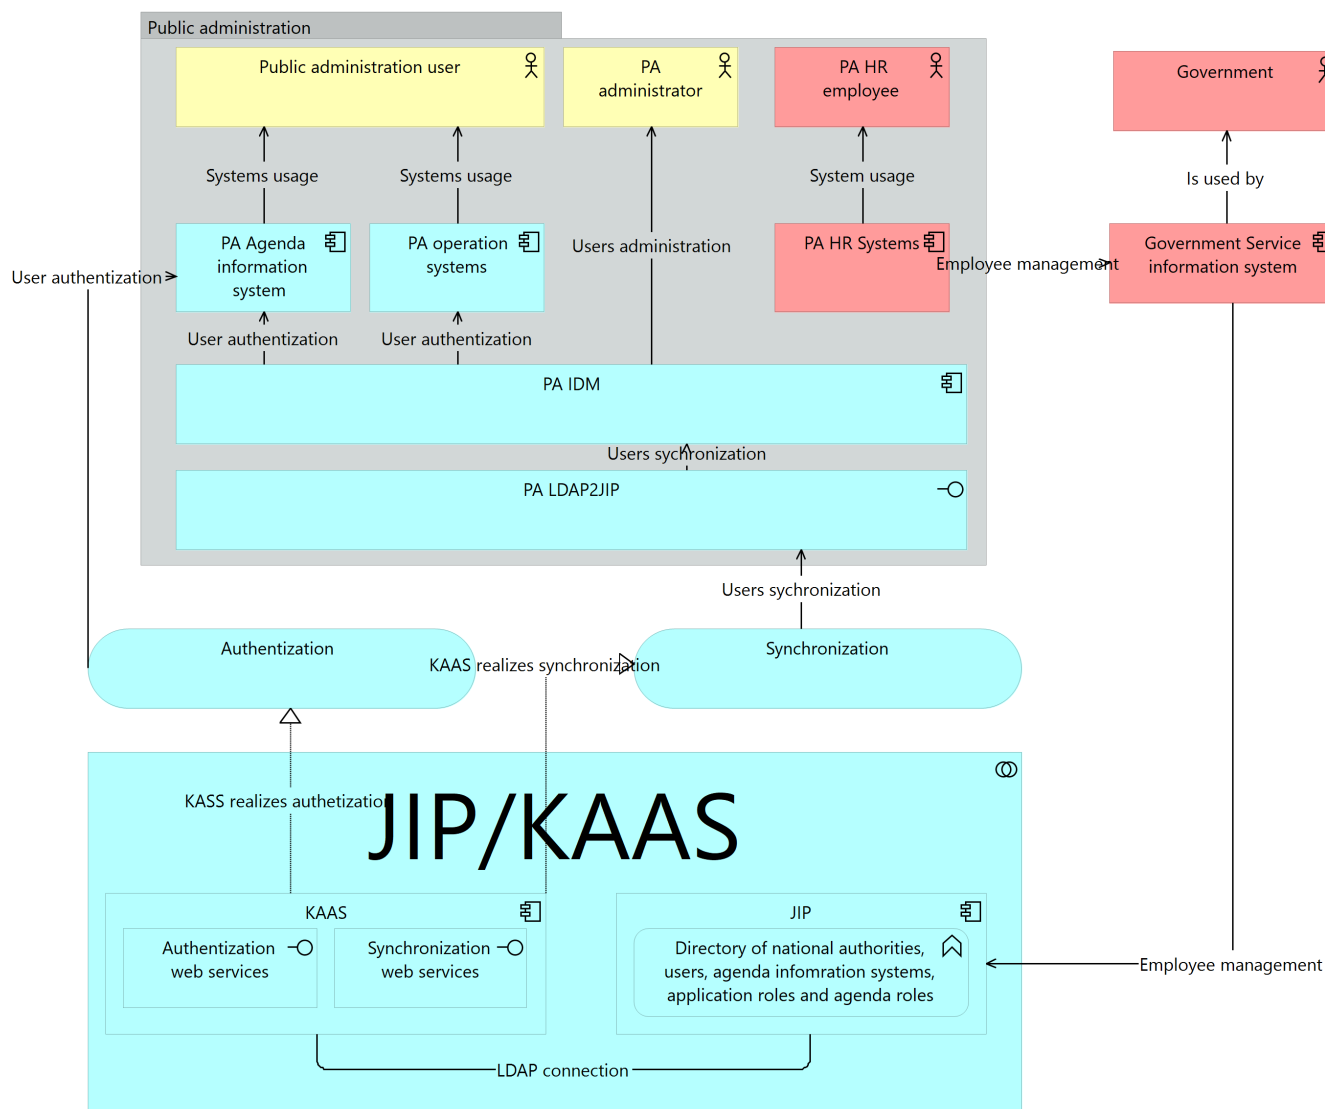 Public administration
Public administration user
PA
administrator
PA HR
employee
Government
Systems usage
Systems usage
System usage
Is used by
Users administration
PA Agenda
information
system
PA operation
systems
PA HR Systems
Government Service
information system
User authentization
Employee management
User authentization
User authentization
PA IDM
Users sychronization
PA LDAP2JIP
Users sychronization
Authentization
Synchronization
KAAS realizes synchronization
KASS realizes authetization
JIP/KAAS
KAAS
JIP
Authentization
web services
Synchronization
web services
Directory of national authorities,
users, agenda infomration systems,
application roles and agenda roles
Employee management
LDAP connection